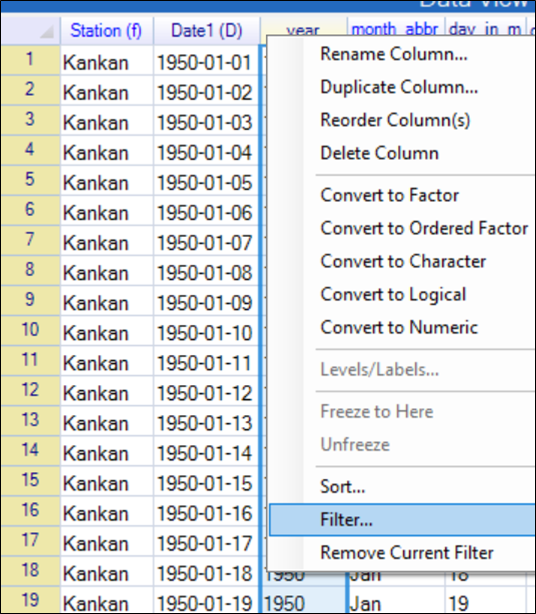 Data View
Station (f) Date1 (D) year month_abbr day_in_m
1 Kankan 1950-01-01
2 Kankan 1950-01-02
3 Kankan 1950-01-03
4 Kankan 1950-01-04
5 Kankan 1950-01-05
6 Kankan 1950-01-06
7 Kankan 1950-01-07
8 Kankan 1950-01-08
9 Kankan 1950-01-09
10 Kankan 1950-01-10
11 Kankan 1950-01-11
12 Kankan 1950-01-12
13 Kankan 1950-01-13
14 Kankan 1950-01-14
15 Kankan 1950-01-15
16 Kankan 1950-01-16
17 Kankan 1950-01-17
18 Kankan 1950-01-18 1950 Jan 18
19 Kankan 1950-01-19 1950 Jan 19
Rename Column...
Duplicate Column...
Reorder Column(s)
Delete Column
Convert to Factor
Convert to Ordered Factor
Convert to Character
Convert to Logical
Convert to Numeric
Levels/Labels...
Freeze to Here
Unfreeze
Sort...
Filter...
Remove Current Filter